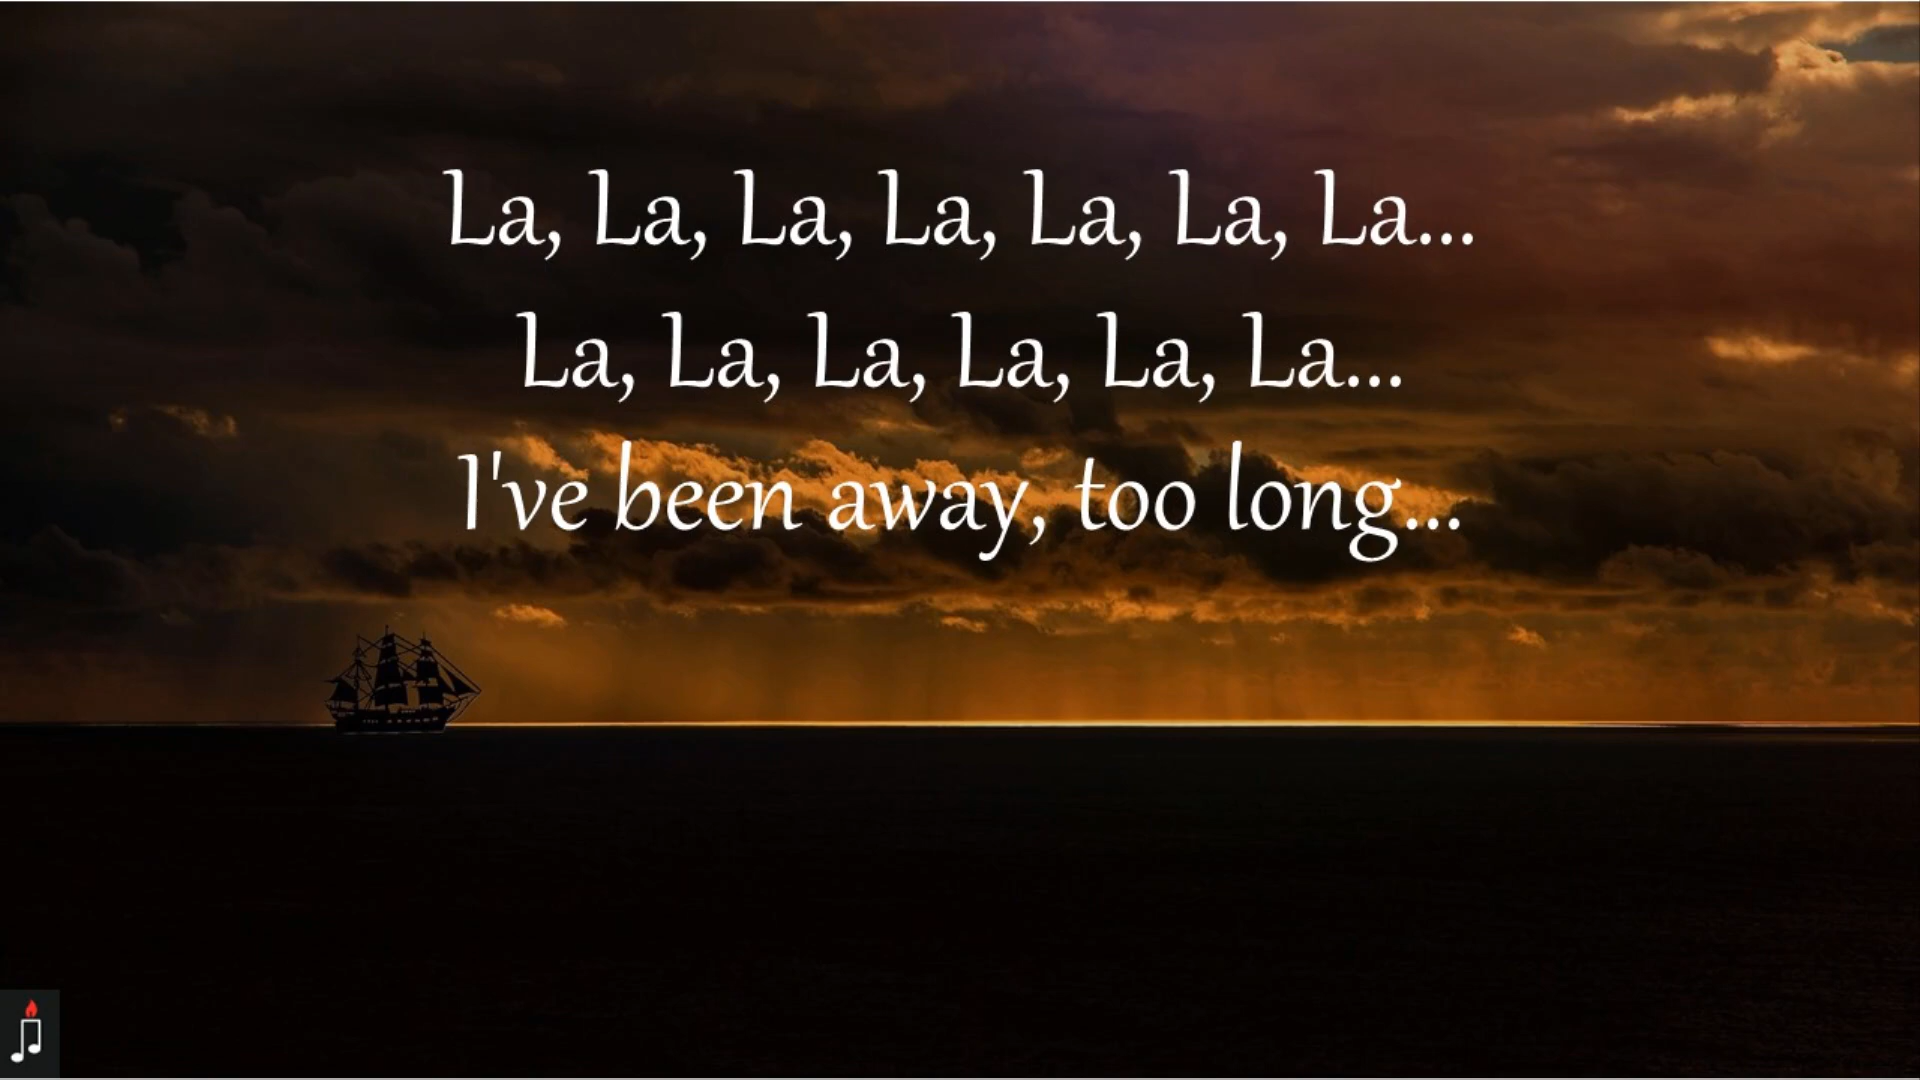 La, La, La, La, La, La, La...
La, La, La, La, La, La...
I've been away, too long...